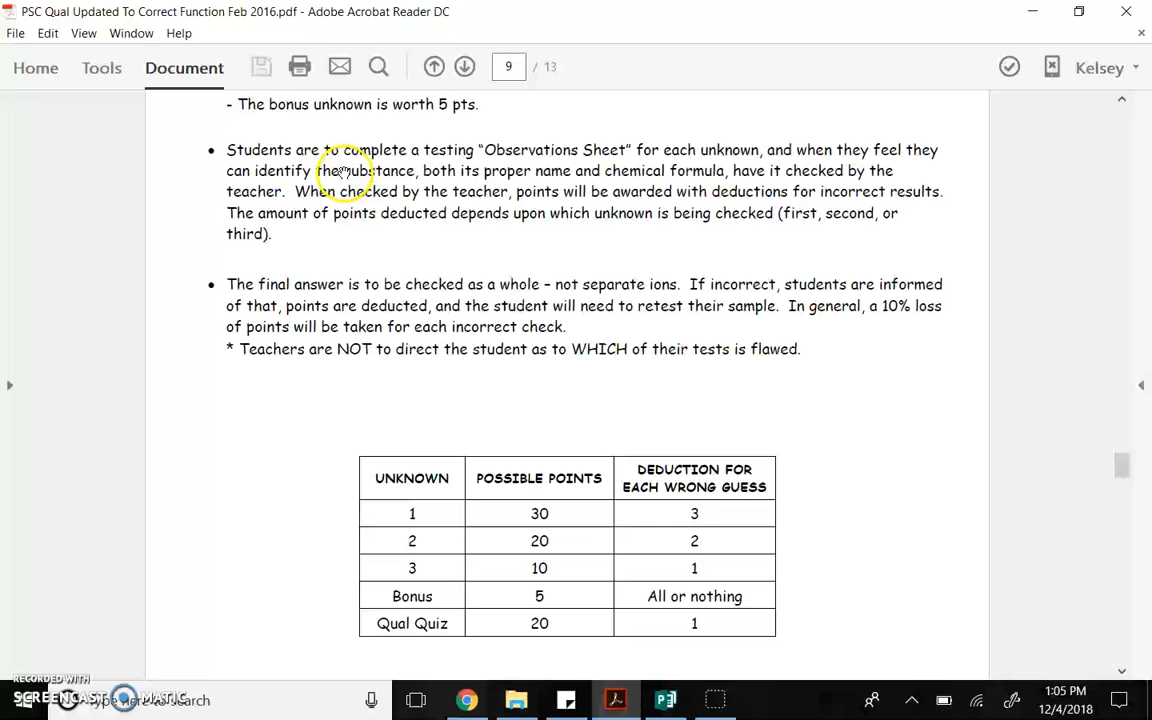 PSC Qual Updated To Correct Function Feb 2016.pdf - Adobe Acrobat Reader DC
File Edit View Window Help
Home Tools Document 9 / 13 Kelsey
- The bonus unknown is worth 5 pts.
• Students are to complete a testing “Observations Sheet” for each unknown, and when they feel they
can identify the substance, both its proper name and chemical formula, have it checked by the
teacher. When checked by the teacher, points will be awarded with deductions for incorrect results.
The amount of points deducted depends upon which unknown is being checked (first, second, or
third).
• The final answer is to be checked as a whole – not separate ions. If incorrect, students are informed
of that, points are deducted, and the student will need to retest their sample. In general, a 10% loss
of points will be taken for each incorrect check.
* Teachers are NOT to direct the student as to WHICH of their tests is flawed.
UNKNOWN POSSIBLE POINTS DEDUCTION FOR
EACH WRONG GUESS
1 30 3
2 20 2
3 10 1
Bonus 5 All or nothing
Qual Quiz 20 1
RECORDED WITH
SCREENCAST MATIC
Type here to search
1:05 PM
12/4/2018